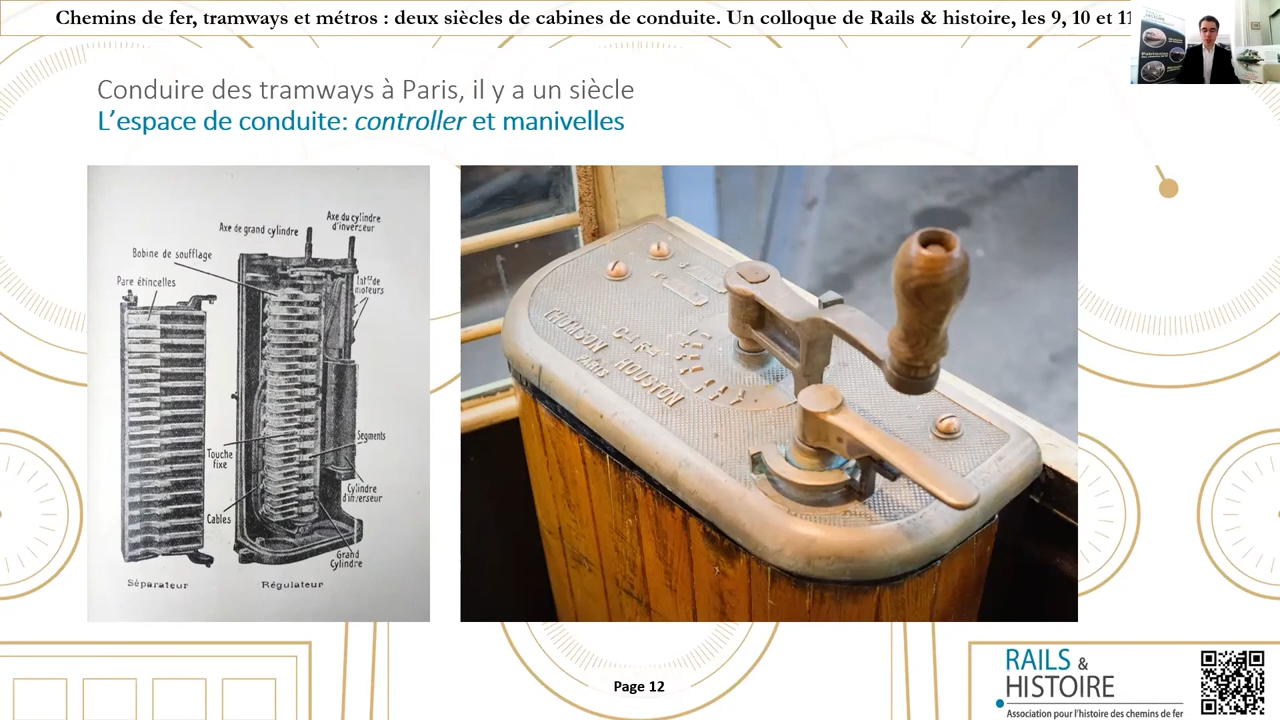 Chemins de fer, tramways et métros : deux siècles de cabines de conduite. Un colloque de Rails & histoire, les 9, 10 et 11
Conduire des tramways à Paris, il y a un siècle
L’espace de conduite: controller et manivelles
Axe du cylindre
d'inverseur
Axe de grand cylindre
Bobine de soufflage
Pare étincelles
Intʳˢ de
moteurs
Segments
Touche
fixe
Cylindre
d'inverseur
Cables
Grand
Cylindre
Séparateur
Régulateur
THOMSON HOUSTON
PARIS
Page 12
RAILS &
HISTOIRE
Association pour l'histoire des chemins de fer